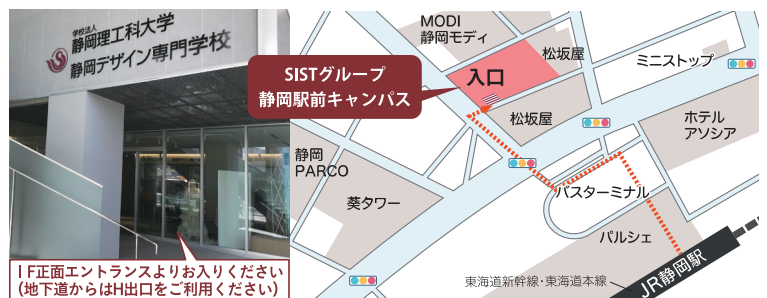 学校法人
静岡理工科大学
静岡デザイン専門学校
1F正面エントランスよりお入りください
(地下道からはH出口をご利用ください)
SISTグループ
静岡駅前キャンパス
MODI
静岡モディ
松坂屋
入口
ミニストップ
松坂屋
ホテル
アソシア
静岡
PARCO
葵タワー
バスターミナル
パルシェ
東海道新幹線・東海道本線
JR静岡駅